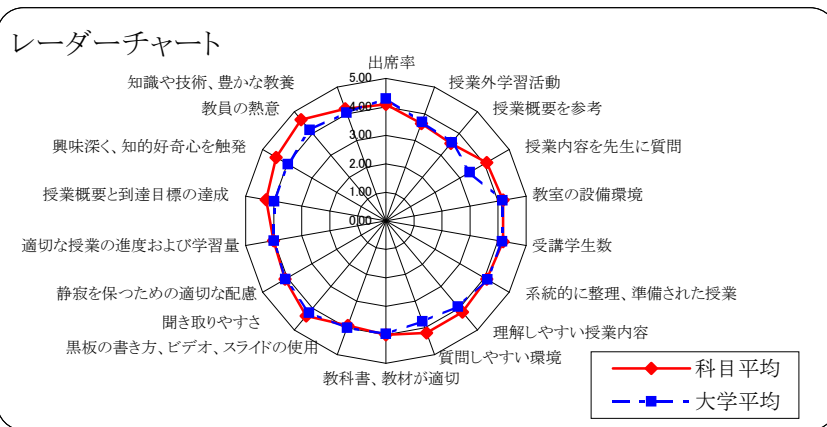 レーダーチャート
出席率
授業外学習活動
授業概要を参考
授業内容を先生に質問
教室の設備環境
受講学生数
系統的に整理、準備された授業
理解しやすい授業内容
質問しやすい環境
教科書、教材が適切
黒板の書き方、ビデオ、スライドの使用
聞き取りやすさ
静寂を保つための適切な配慮
適切な授業の進度および学習量
授業概要と到達目標の達成
興味深く、知的好奇心を触発
教員の熱意
知識や技術、豊かな教養
5.00
4.00
3.00
2.00
1.00
0.00
科目平均
大学平均